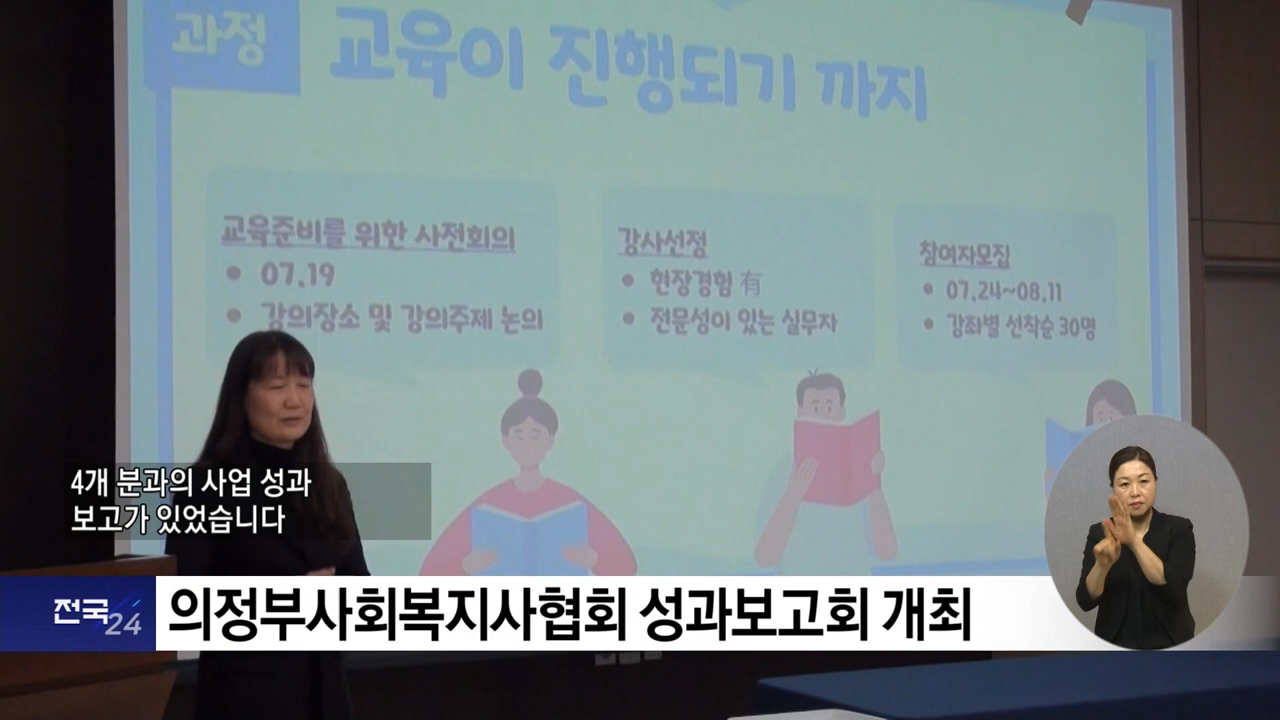 과정
교육이 진행되기 까지
교육준비를 위한 사전회의
• 07.19
• 강의장소 및 강의주제 논의
강사선정
• 현장경험 有
• 전문성이 있는 실무자
참여자모집
• 07.24~08.11
• 강좌별 선착순 30명
4개 분과의 사업 성과
보고가 있었습니다
전국24
의정부사회복지사협회 성과보고회 개최